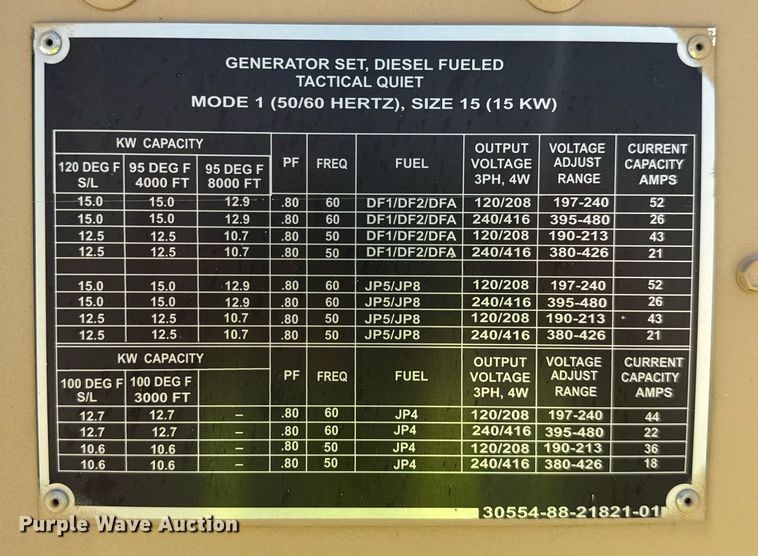 GENERATOR SET, DIESEL FUELED
TACTICAL QUIET
MODE 1 (50/60 HERTZ), SIZE 15 (15 KW)
KW CAPACITY PF FREQ FUEL OUTPUT VOLTAGE 3PH, 4W VOLTAGE ADJUST RANGE CURRENT CAPACITY AMPS
120 DEG F S/L 95 DEG F 4000 FT 95 DEG F 8000 FT
15.0 15.0 12.9 .80 60 DF1/DF2/DFA 120/208 197-240 52
15.0 15.0 12.9 .80 60 DF1/DF2/DFA 240/416 395-480 26
12.5 12.5 10.7 .80 50 DF1/DF2/DFA 120/208 190-213 43
12.5 12.5 10.7 .80 50 DF1/DF2/DFA 240/416 380-426 21
15.0 15.0 12.9 .80 60 JP5/JP8 120/208 197-240 52
15.0 15.0 12.9 .80 60 JP5/JP8 240/416 395-480 26
12.5 12.5 10.7 .80 50 JP5/JP8 120/208 190-213 43
12.5 12.5 10.7 .80 50 JP5/JP8 240/416 380-426 21
KW CAPACITY PF FREQ FUEL OUTPUT VOLTAGE 3PH, 4W VOLTAGE ADJUST RANGE CURRENT CAPACITY AMPS
100 DEG F S/L 100 DEG F 3000 FT
12.7 12.7 – .80 60 JP4 120/208 197-240 44
12.7 12.7 – .80 60 JP4 240/416 395-480 22
10.6 10.6 – .80 50 JP4 120/208 190-213 36
10.6 10.6 – .80 50 JP4 240/416 380-426 18
30554-88-21821-01
Purple Wave Auction